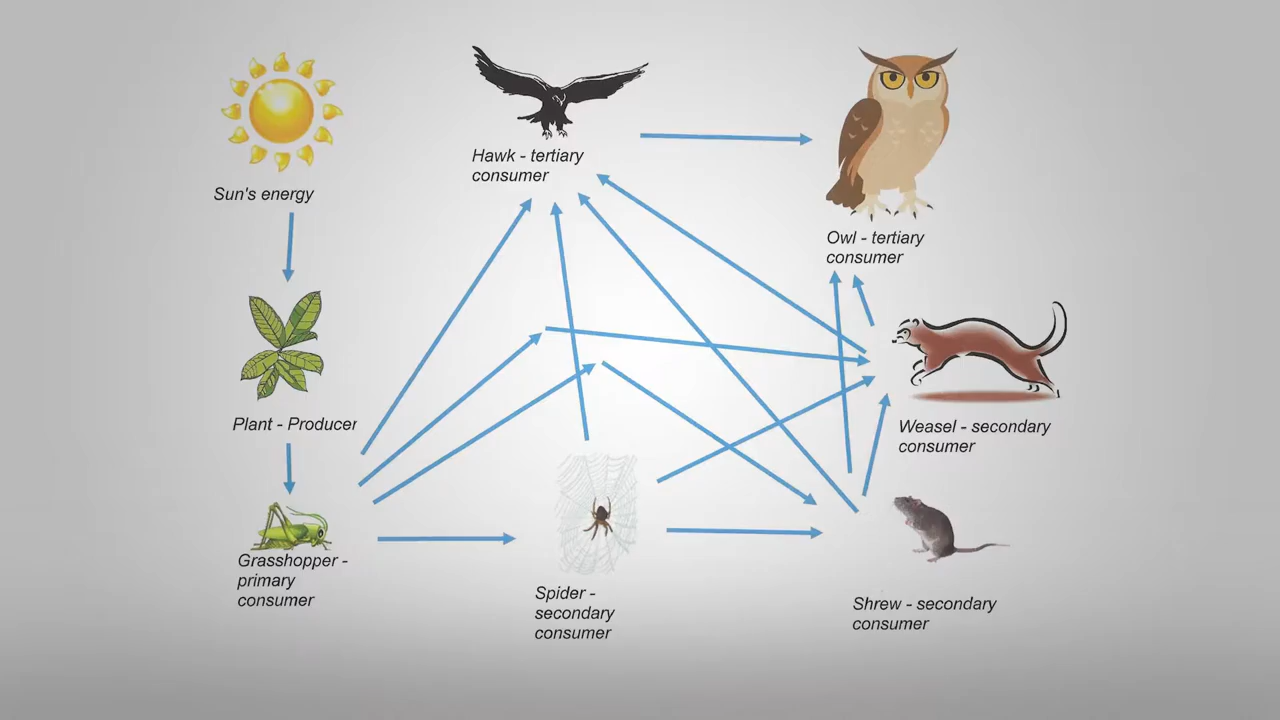 Sun's energy
Hawk - tertiary
consumer
Owl - tertiary
consumer
Plant - Producer
Weasel - secondary
consumer
Grasshopper -
primary
consumer
Spider -
secondary
consumer
Shrew - secondary
consumer